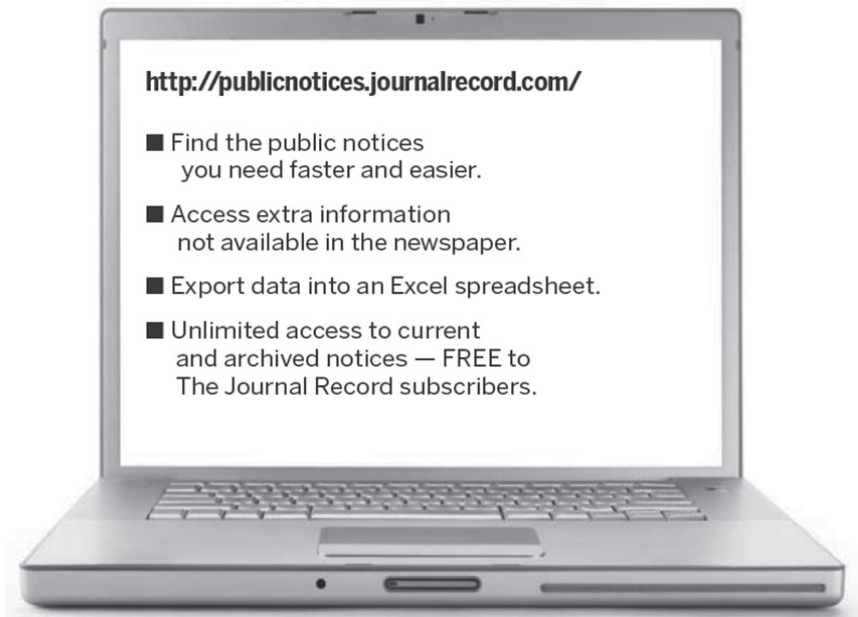 http://publicnotices.journalrecord.com/
■ Find the public notices
you need faster and easier.
■ Access extra information
not available in the newspaper.
■ Export data into an Excel spreadsheet.
■ Unlimited access to current
and archived notices — FREE to
The Journal Record subscribers.